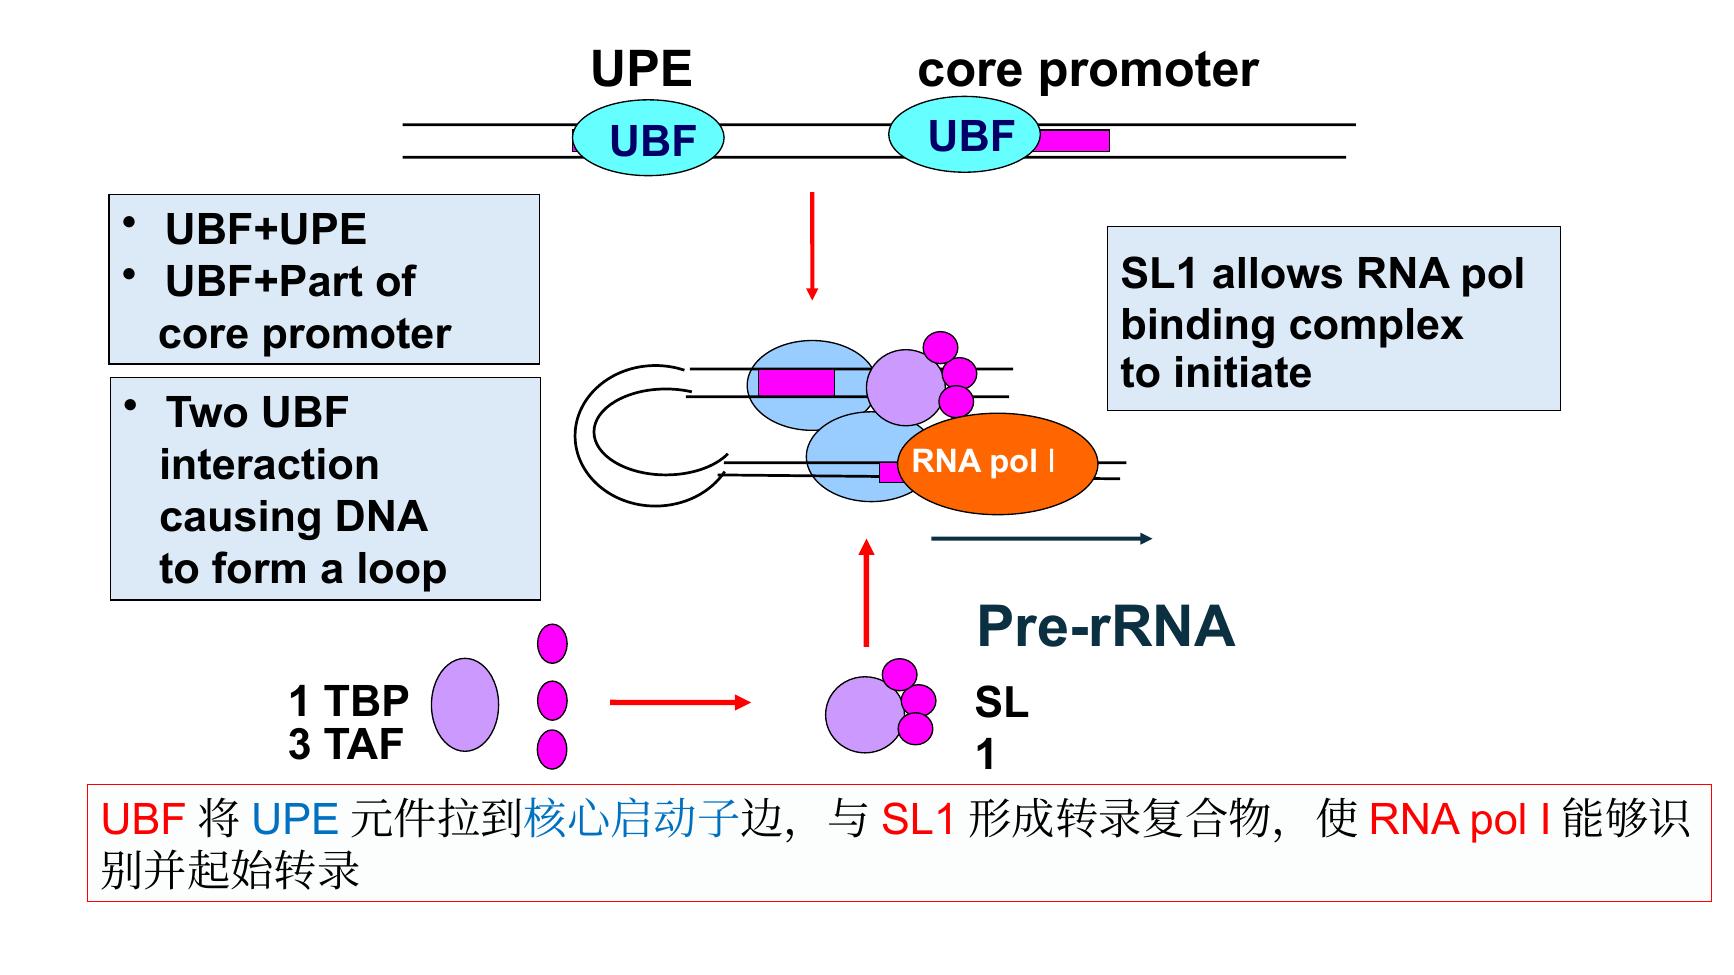 UPE
core promoter
UBF
UBF
• UBF+UPE
• UBF+Part of
core promoter
SL1 allows RNA pol
binding complex
to initiate
• Two UBF
interaction
causing DNA
to form a loop
RNA pol I
Pre-rRNA
1 TBP
3 TAF
SL
1
UBF 将 UPE 元件拉到核心启动子边，与 SL1 形成转录复合物，使 RNA pol I 能够识
别并起始转录